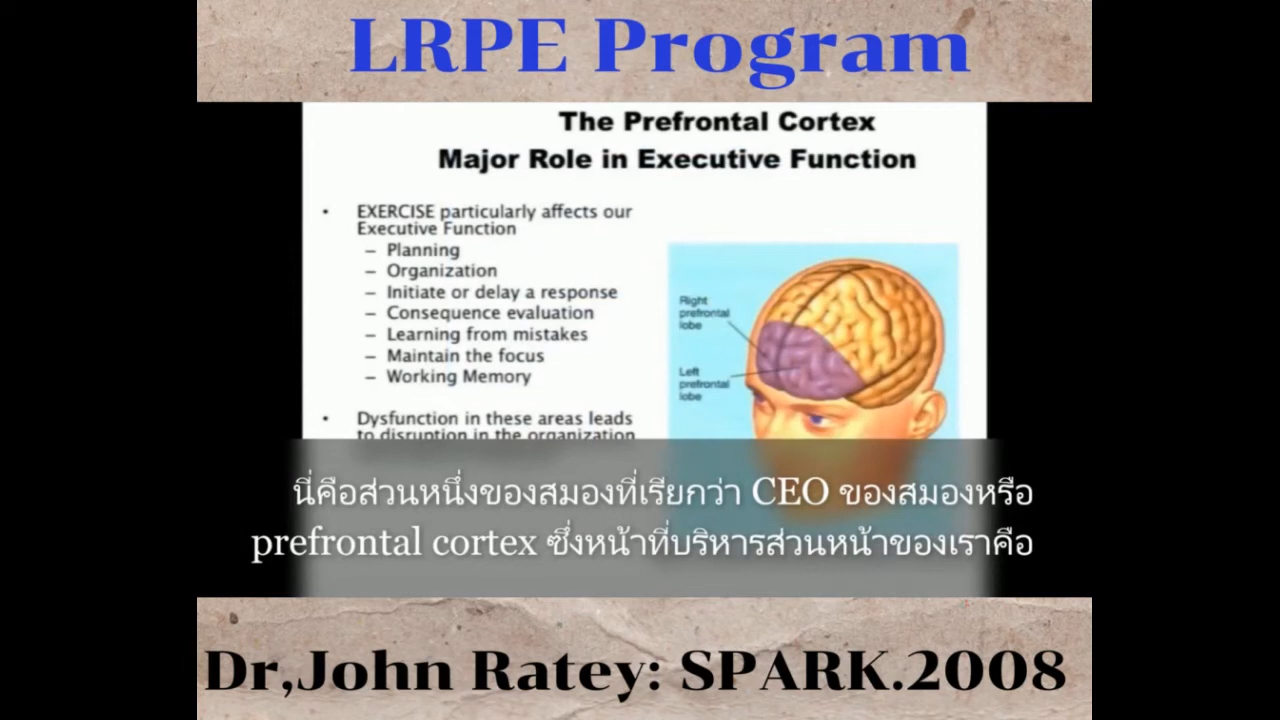 LRPE Program
The Prefrontal Cortex
Major Role in Executive Function
• EXERCISE particularly affects our
Executive Function
– Planning
– Organization
– Initiate or delay a response
– Consequence evaluation
– Learning from mistakes
– Maintain the focus
– Working Memory
• Dysfunction in these areas leads
to disruption in the organization
Right
prefrontal
lobe
Left
prefrontal
lobe
นี่คือส่วนหนึ่งของสมองที่เรียกว่า CEO ของสมองหรือ
prefrontal cortex ซึ่งหน้าที่บริหารส่วนหน้าของเราคือ
Dr,John Ratey: SPARK.2008